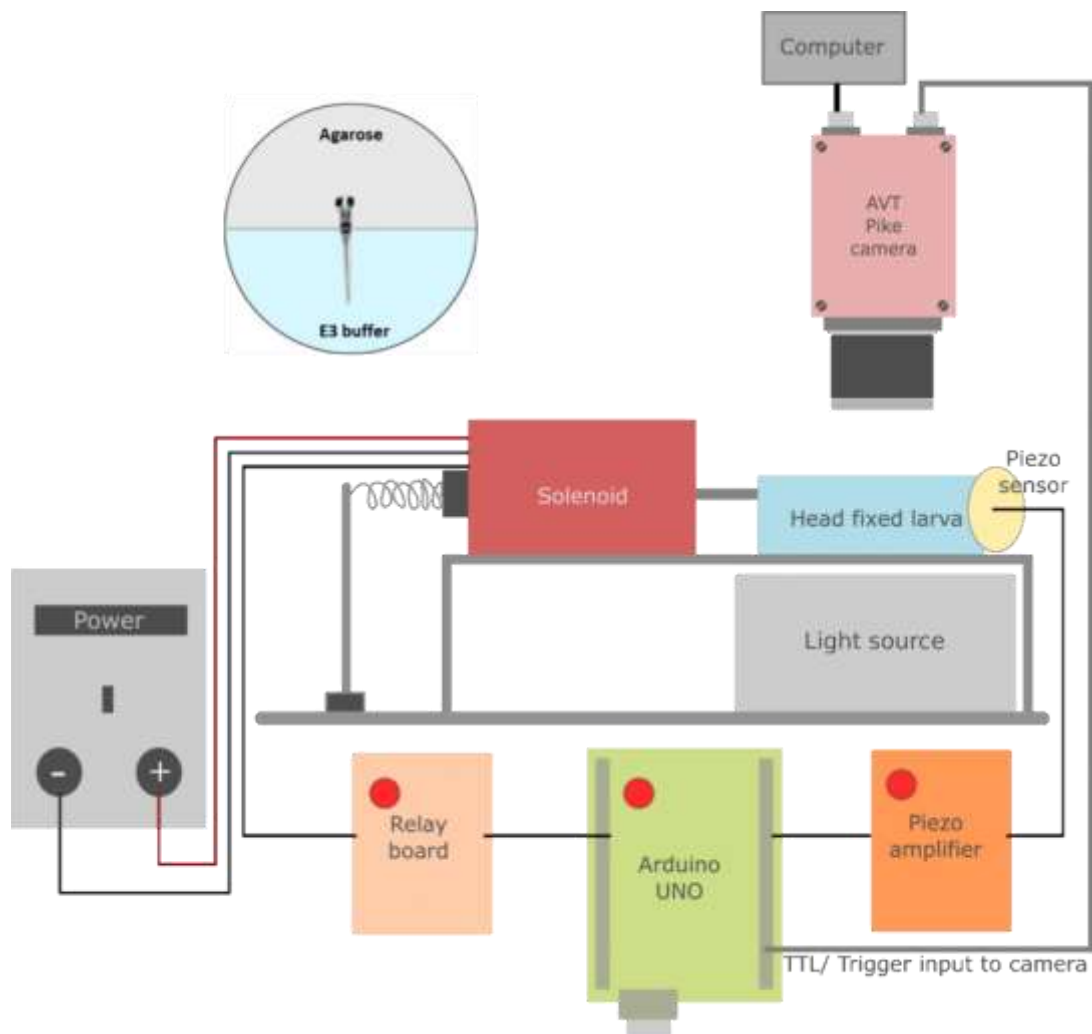 Computer
Agarose
AVT
Pike
camera
E3 buffer
Piezo
sensor
Solenoid
Head fixed larva
Power
Light source
-
+
Relay
board
Arduino
UNO
Piezo
amplifier
TTL/ Trigger input to camera